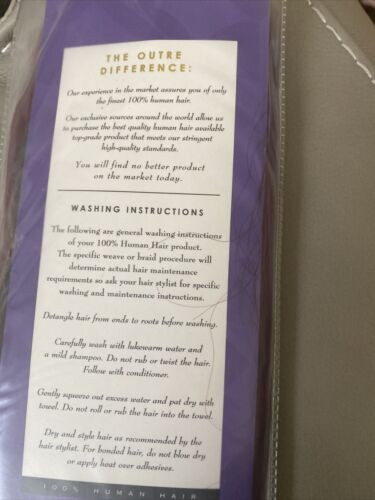 THE OUTRE
DIFFERENCE:
Our experience in the market assures you of only
the finest 100% human hair.
Our exclusive sources around the world allow us
to purchase the best quality human hair available
top-grade product that meets our stringent
high-quality standards.
You will find no better product
on the market today.
WASHING INSTRUCTIONS
The following are general washing instructions
of your 100% Human Hair product.
The specific weave or braid procedure will
determine actual hair maintenance
requirements so ask your hair stylist for specific
washing and maintenance instructions.
Detangle hair from ends to roots before washing.
Carefully wash with lukewarm water and
a mild shampoo. Do not rub or twist the hair.
Follow with conditioner.
Gently squeeze out excess water and pat dry with
towel. Do not roll or rub the hair into the towel.
Dry and style hair as recommended by the
hair stylist. For bonded hair, do not blow dry
or apply heat over adhesives.
100% HUMAN HAIR